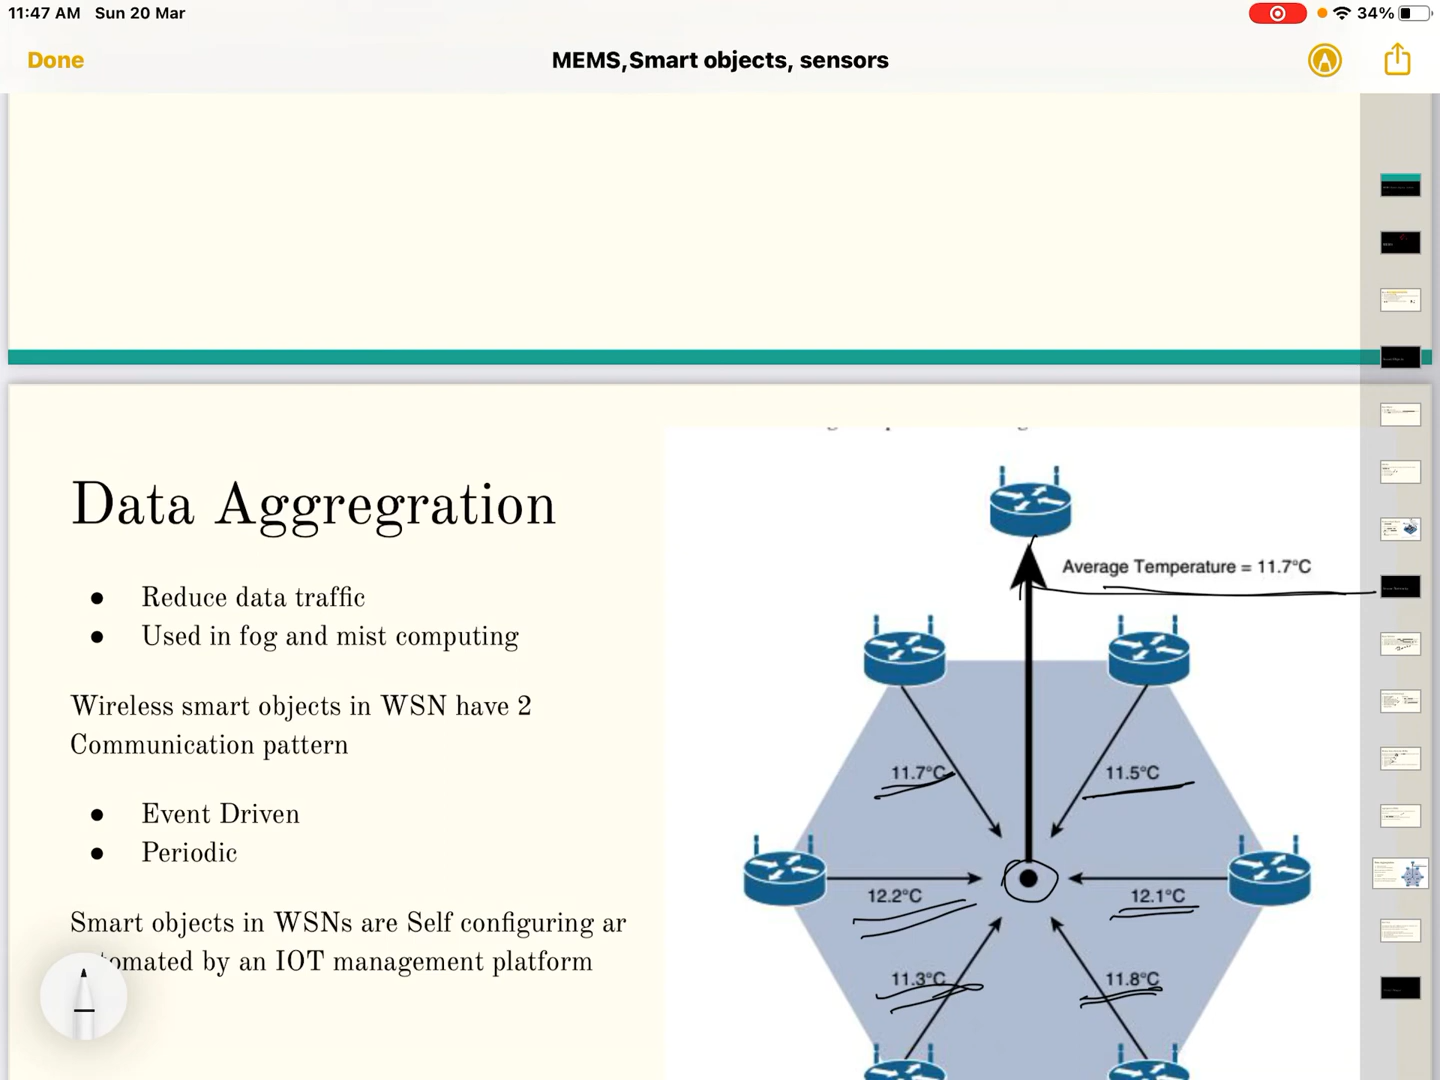 11:47 AM Sun 20 Mar
34%
Done
MEMS,Smart objects, sensors
Data Aggregration
● Reduce data traffic
● Used in fog and mist computing
Wireless smart objects in WSN have 2
Communication pattern
● Event Driven
● Periodic
Smart objects in WSNs are Self configuring
by an IOT management platform
Average Temperature = 11.7°C
11.7°C
11.5°C
12.2°C
12.1°C
11.3°C
11.8°C